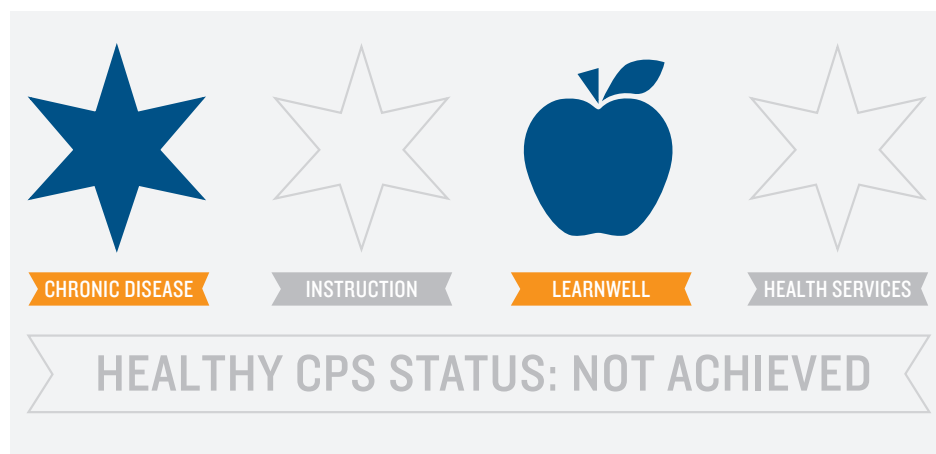 CHRONIC DISEASE
INSTRUCTION
LEARNWELL
HEALTH SERVICES
HEALTHY CPS STATUS: NOT ACHIEVED